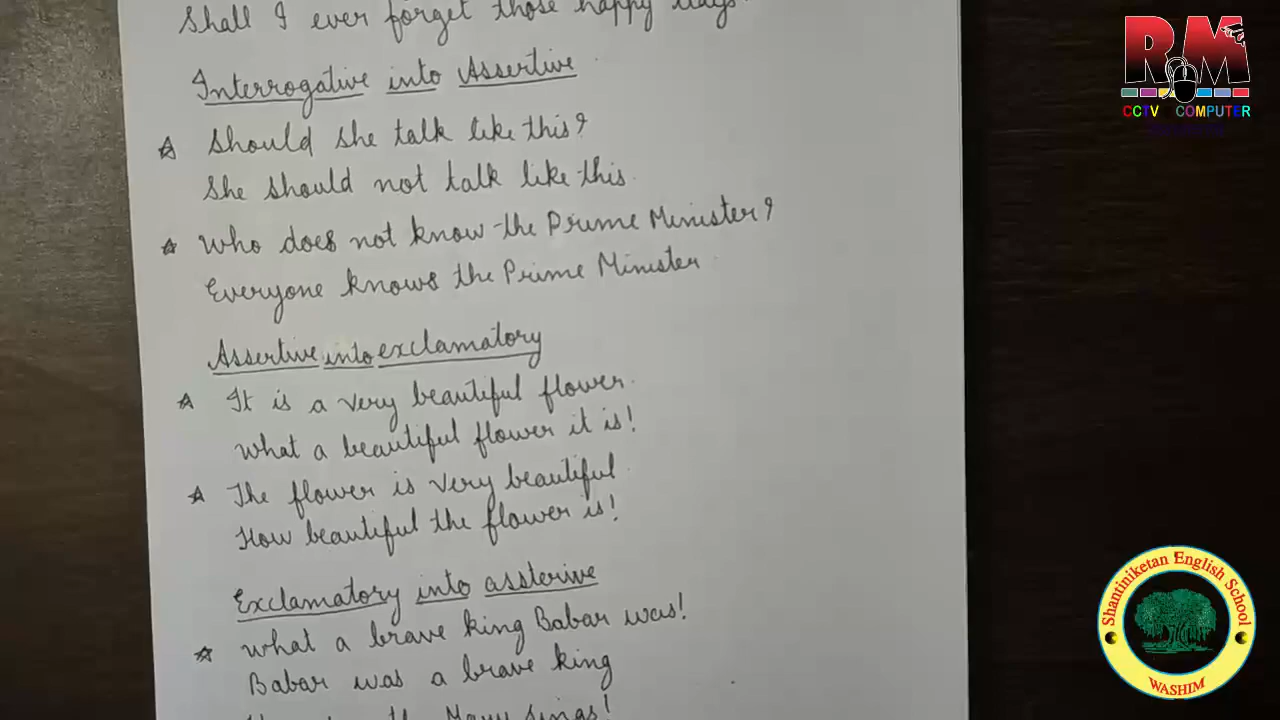 Shall I ever forget those happy days?
Interrogative into Assertive
Should she talk like this?
She should not talk like this.
Who does not know the Prime Minister?
Everyone knows the Prime Minister.
Assertive into exclamatory
It is a very beautiful flower.
What a beautiful flower it is!
The flower is very beautiful.
How beautiful the flower is!
Exclamatory into assterive
What a brave king Babar was!
Babar was a brave king
sings!
RM
CCTV COMPUTER
Shantiniketan English School
WASHIM